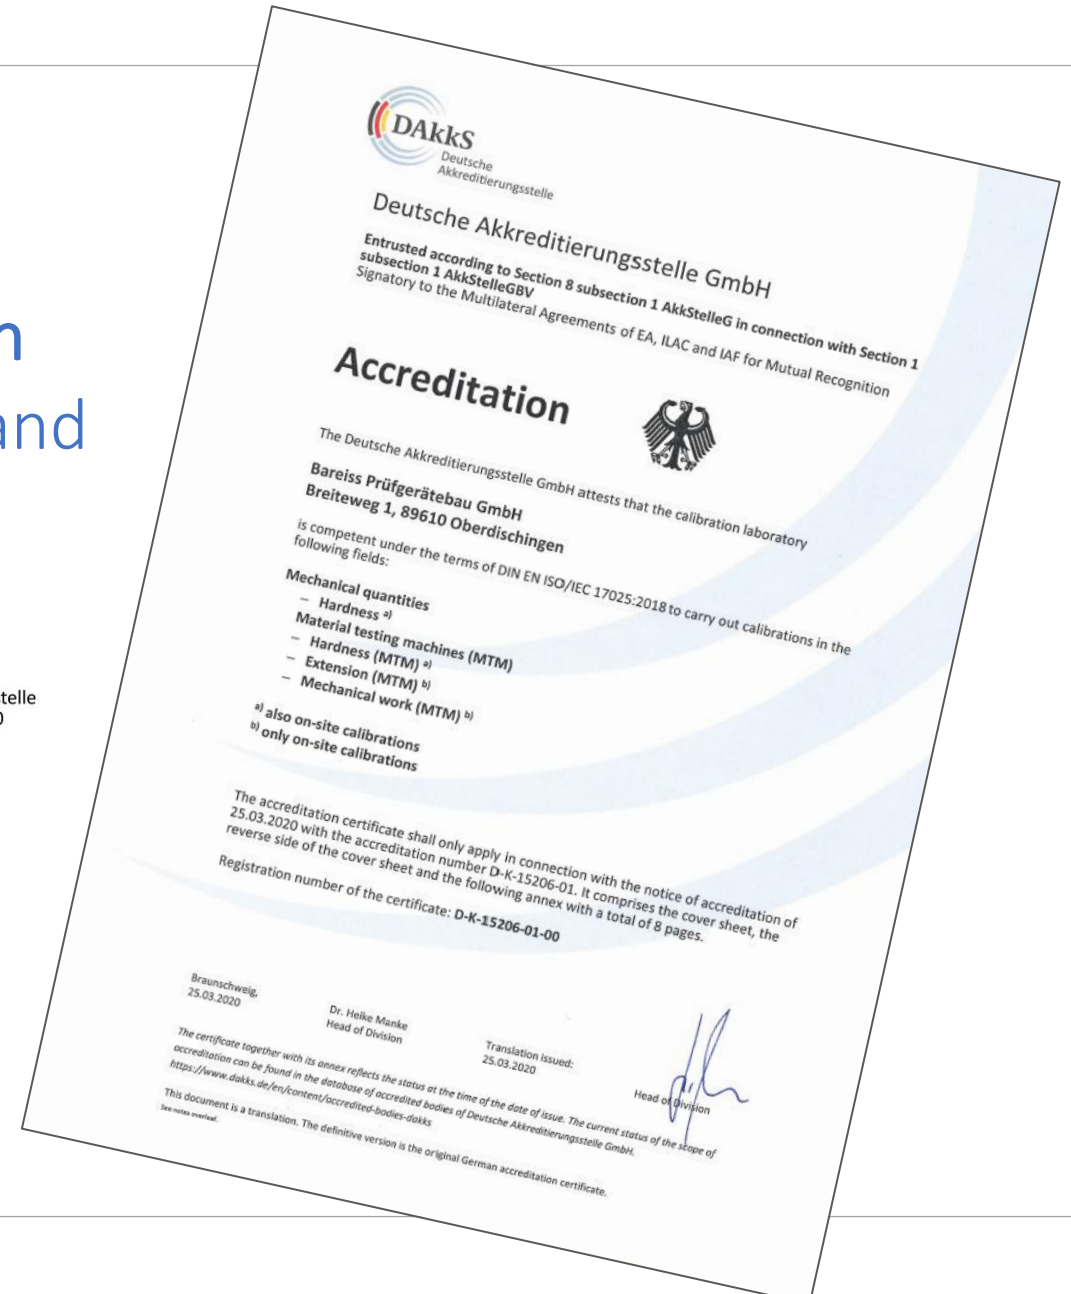 and
telle
DAkkS
Deutsche
Akkreditierungsstelle
Deutsche Akkreditierungsstelle GmbH
Entrusted according to Section 8 subsection 1 AkkStelleG in connection with Section 1
subsection 1 AkkStelleGBV
Signatory to the Multilateral Agreements of EA, ILAC and IAF for Mutual Recognition
Accreditation
The Deutsche Akkreditierungsstelle GmbH attests that the calibration laboratory
Bareiss Prüfgerätebau GmbH
Breiteweg 1, 89610 Oberdischingen
is competent under the terms of DIN EN ISO/IEC 17025:2018 to carry out calibrations in the
following fields:
Mechanical quantities
– Hardness a)
Material testing machines (MTM)
– Hardness (MTM) a)
– Extension (MTM) b)
– Mechanical work (MTM) b)
a) also on-site calibrations
b) only on-site calibrations
The accreditation certificate shall only apply in connection with the notice of accreditation of
25.03.2020 with the accreditation number D-K-15206-01. It comprises the cover sheet, the
reverse side of the cover sheet and the following annex with a total of 8 pages.
Registration number of the certificate: D-K-15206-01-00
Braunschweig,
25.03.2020
Dr. Heike Manke
Head of Division
Translation issued:
25.03.2020
Head of Division
The certificate together with its annex reflects the status at the time of the date of issue. The current status of the scope of
accreditation can be found in the database of accredited bodies of Deutsche Akkreditierungsstelle GmbH.
https://www.dakks.de/en/content/accredited-bodies-dakks
This document is a translation. The definitive version is the original German accreditation certificate.
See notes overleaf.